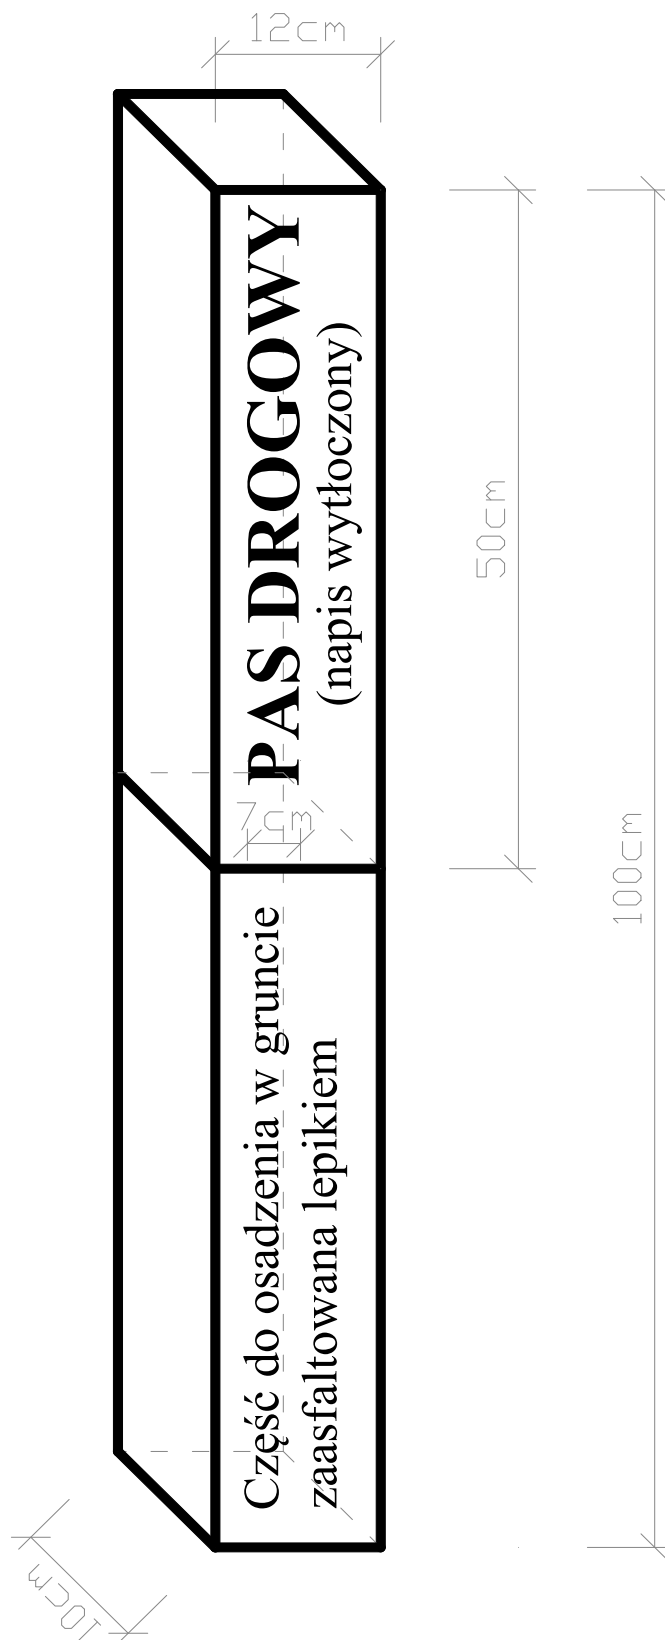 12cm
PAS DROGOWY
(napis wytłoczony)
50cm
7cm
100cm
Część do osadzenia w gruncie
zaasfaltowana lepikiem
10cm